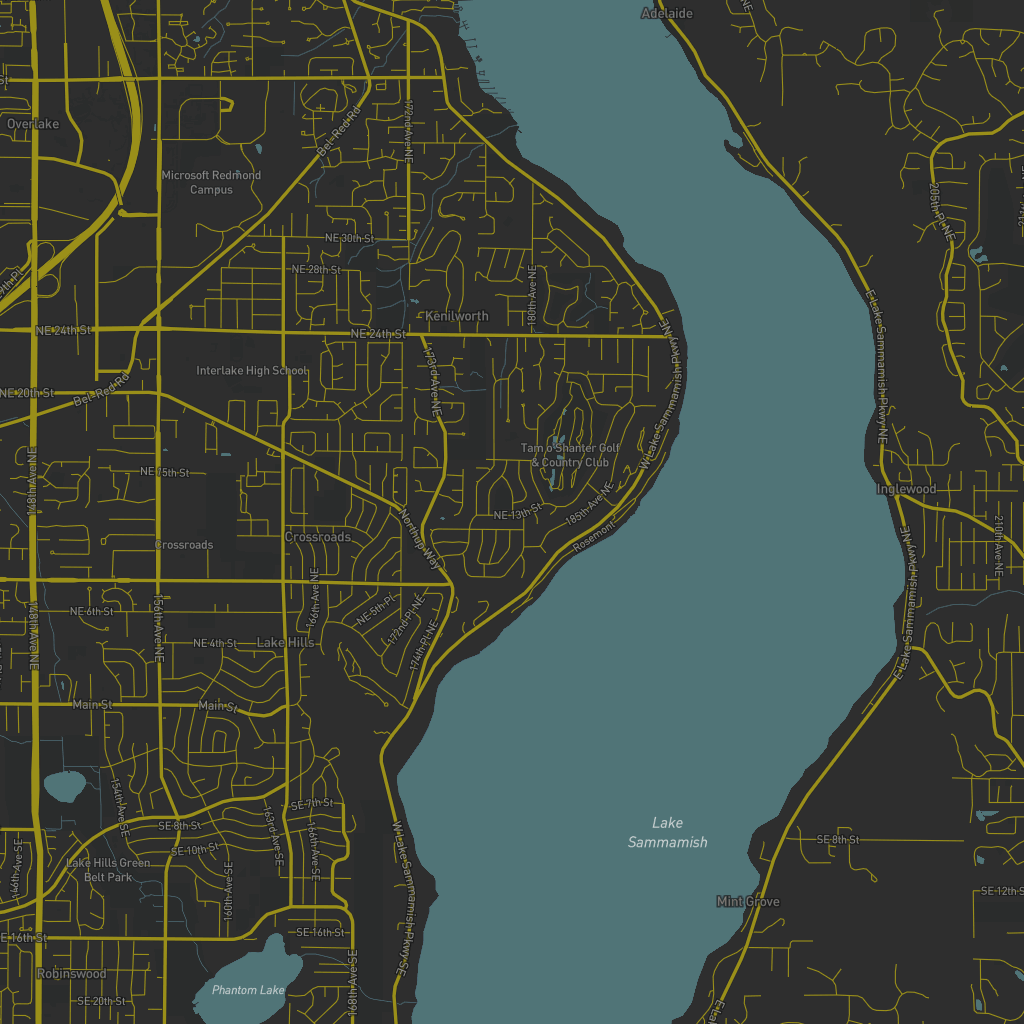 Adelaide
NE
St
Overlake
172nd Ave NE
Bel-Red Rd
Microsoft Redmond
Campus
205th Pl NE
NE 30th St
NE 28th St
180th Ave NE
Kenilworth
NE 24th St
NE 24th St
W Lake Sammamish Pkwy NE
E Lake Sammamish Pkwy NE
173rd Ave NE
Interlake High School
Bel-Red Rd
NE 20th St
Tam o'Shanter Golf
& Country Club
148th Ave NE
NE 15th St
NE 13th St
185th Ave NE
Inglewood
Rosemont
Northup Way
210th Ave NE
Crossroads
Crossroads
E Lake Sammamish Pkwy NE
166th Ave NE
NE 5th Pl
172nd Pl NE
NE 6th St
148th Ave NE
156th Ave NE
174th Pl NE
NE 4th St
Lake Hills
Main St
Main St
154th Ave SE
SE 7th St
SE 8th St
163rd Ave SE
166th Ave SE
Lake
Sammamish
SE 8th St
SE 10th St
W Lake Sammamish Pkwy SE
146th Ave SE
Lake Hills Green
Belt Park
160th Ave SE
SE 12th S
Mint Grove
SE 16th St
E 16th St
Robinswood
168th Ave SE
Phantom Lake
SE 20th St